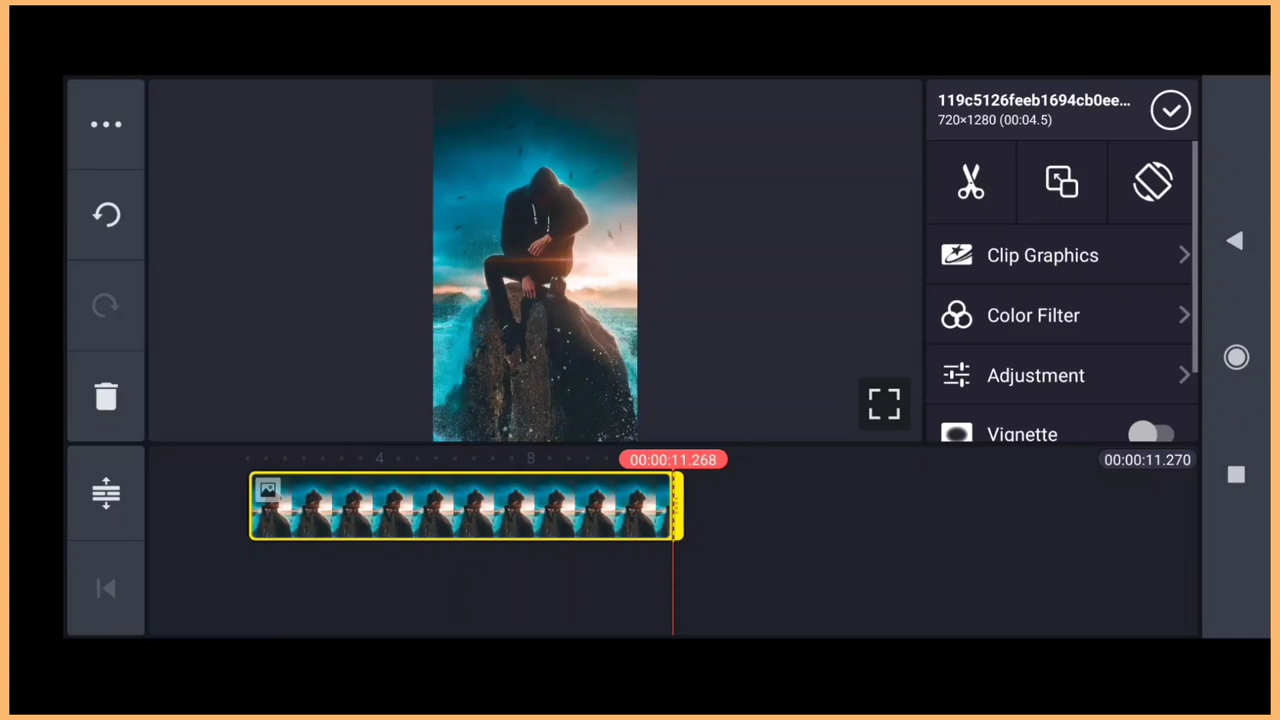 119c5126feeb1694cb0ee...
720×1280 (00:04.5)
Clip Graphics
Color Filter
Adjustment
Vignette
4
8
00:00:11.268
00:00:11.270